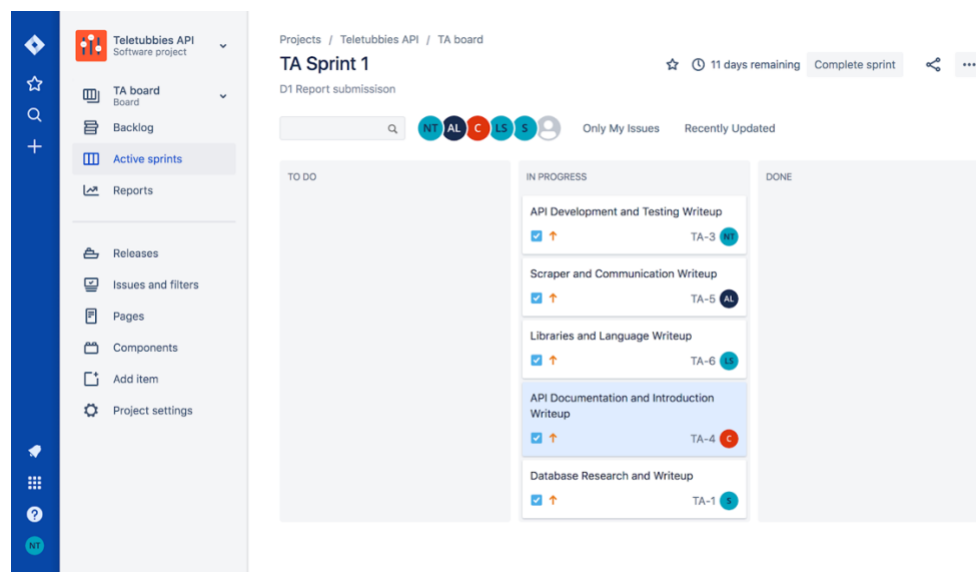 Teletubbies API
Software project
TA board
Board
Backlog
Active sprints
Reports
Releases
Issues and filters
Pages
Components
Add item
Project settings
NT
Projects / Teletubbies API / TA board
TA Sprint 1
11 days remaining Complete sprint
D1 Report submissison
NT AL C LS S Only My Issues Recently Updated
TO DO
IN PROGRESS
API Development and Testing Writeup
TA-3 NT
Scraper and Communication Writeup
TA-5 AL
Libraries and Language Writeup
TA-6 LS
API Documentation and Introduction
Writeup
TA-4 C
Database Research and Writeup
TA-1 S
DONE